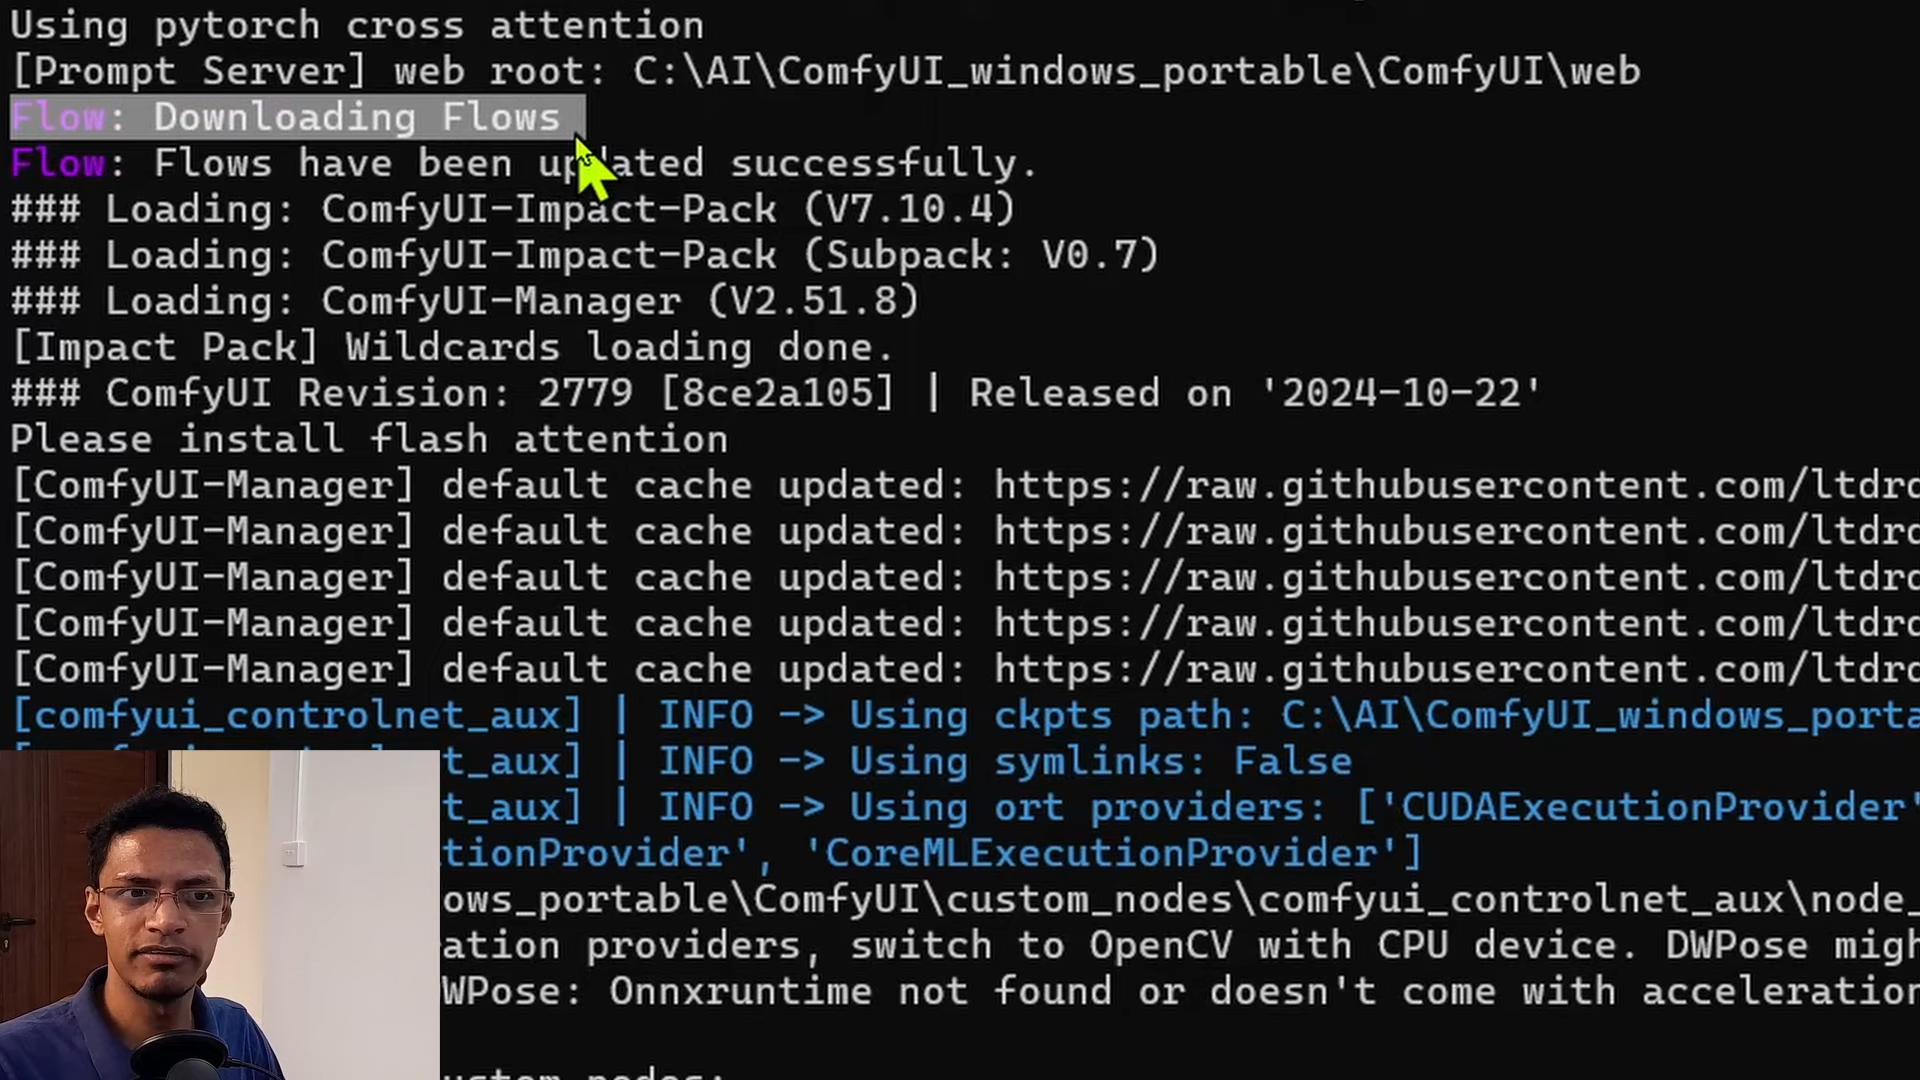 Using pytorch cross attention
[Prompt Server] web root: C:\AI\ComfyUI_windows_portable\ComfyUI\web
Flow: Downloading Flows
Flow: Flows have been updated successfully.
### Loading: ComfyUI-Impact-Pack (V7.10.4)
### Loading: ComfyUI-Impact-Pack (Subpack: V0.7)
### Loading: ComfyUI-Manager (V2.51.8)
[Impact Pack] Wildcards loading done.
### ComfyUI Revision: 2779 [8ce2a105] | Released on '2024-10-22'
Please install flash attention
[ComfyUI-Manager] default cache updated: https://raw.githubusercontent.com/ltdrd
[ComfyUI-Manager] default cache updated: https://raw.githubusercontent.com/ltdrd
[ComfyUI-Manager] default cache updated: https://raw.githubusercontent.com/ltdrd
[ComfyUI-Manager] default cache updated: https://raw.githubusercontent.com/ltdrd
[ComfyUI-Manager] default cache updated: https://raw.githubusercontent.com/ltdrd
[comfyui_controlnet_aux] | INFO -> Using ckpts path: C:\AI\ComfyUI_windows_porta
t_aux] | INFO -> Using symlinks: False
t_aux] | INFO -> Using ort providers: ['CUDAExecutionProvider'
tionProvider', 'CoreMLExecutionProvider']
ows_portable\ComfyUI\custom_nodes\comfyui_controlnet_aux\node_
ation providers, switch to OpenCV with CPU device. DWPose migh
WPose: Onnxruntime not found or doesn't come with acceleration